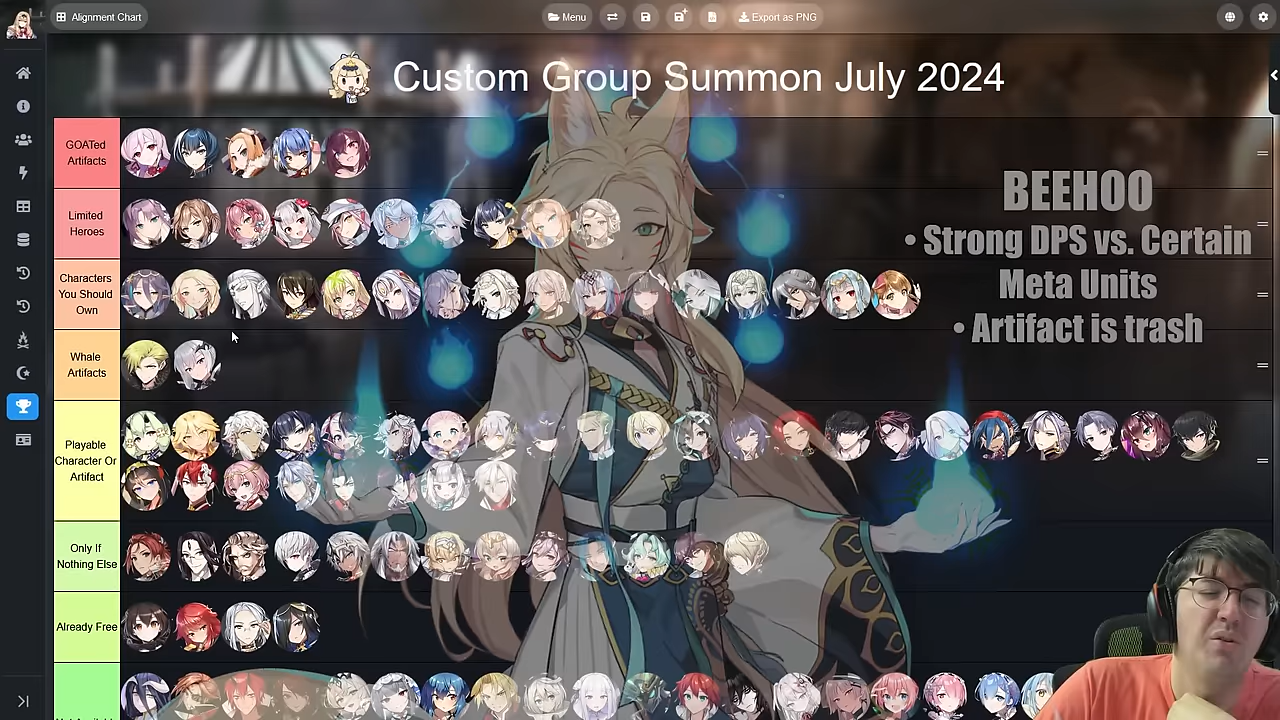 Alignment Chart
Menu
Export as PNG
Custom Group Summon July 2024
GOATed
Artifacts
Limited
Heroes
Characters
You Should
Own
Whale
Artifacts
Playable
Character Or
Artifact
Only If
Nothing Else
Already Free
BEEHOO
• Strong DPS vs. Certain
Meta Units
• Artifact is trash